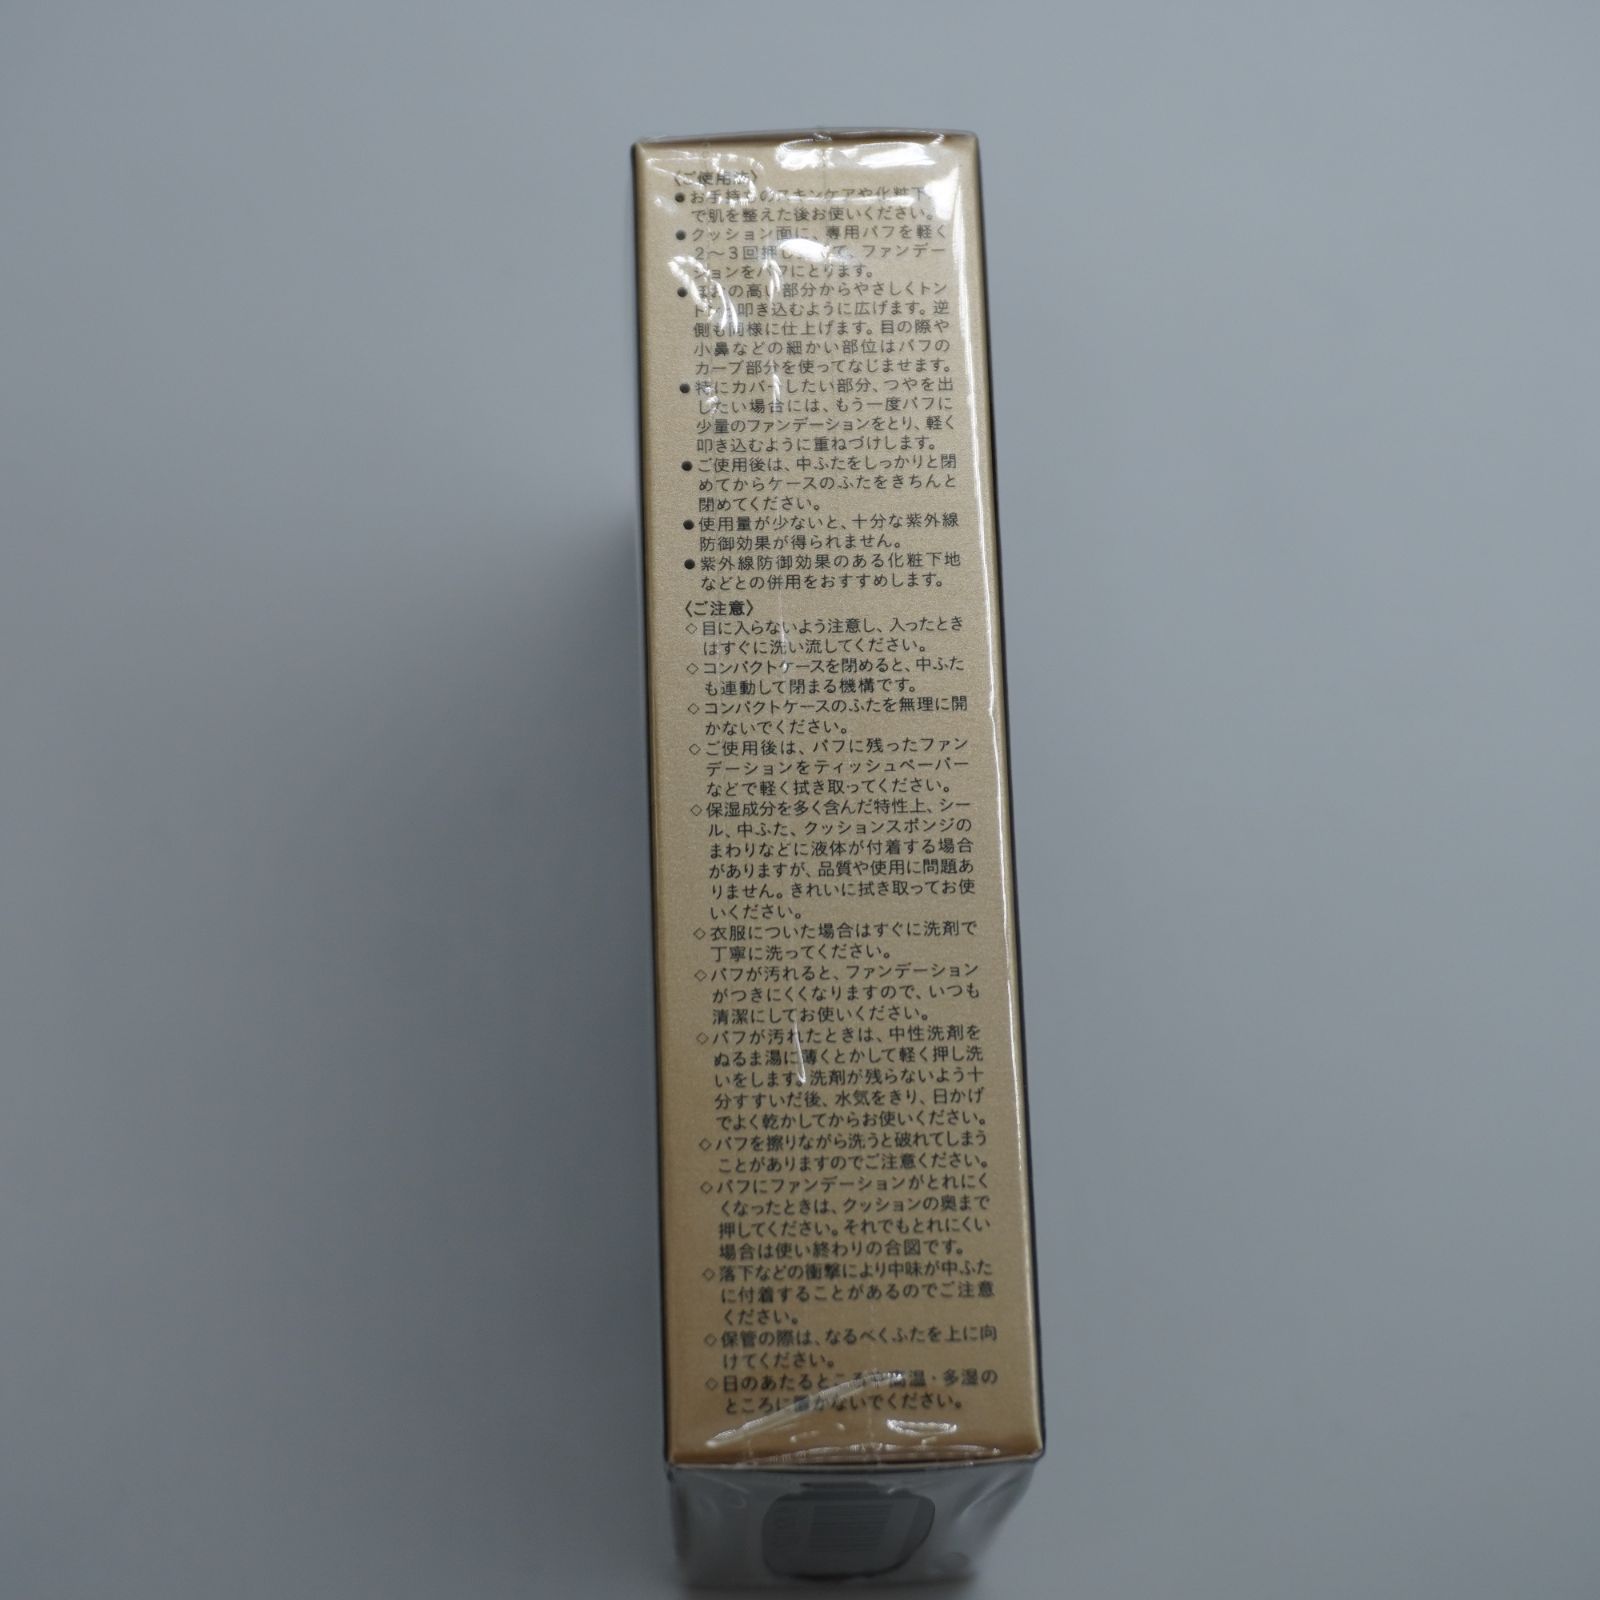 〈ご使用法〉
●お手持ちのスキンケアや化粧下
で肌を整えた後お使いください。
●クッション面に、専用パフを軽く
2〜3回押し て、ファンデー
ションをパフにとります。
●ほおの高い部分からやさしくトン
トンと叩き込むように広げます。逆
側も同様に仕上げます。目の際や
小鼻などの細かい部位はパフの
カーブ部分を使ってなじませます。
●特にカバーしたい部分、つやを出
したい場合には、もう一度パフに
少量のファンデーションをとり、軽く
叩き込むように重ねづけします。
●ご使用後は、中ふたをしっかりと閉
めてからケースのふたをきちんと
閉めてください。
●使用量が少ないと、十分な紫外線
防御効果が得られません。
●紫外線防御効果のある化粧下地
などとの併用をおすすめします。
〈ご注意〉
◇目に入らないよう注意し、入ったとき
はすぐに洗い流してください。
◇コンパクトケースを閉めると、中ふた
も連動して閉まる機構です。
◇コンパクトケースのふたを無理に開
かないでください。
◇ご使用後は、パフに残ったファン
デーションをティッシュペーパー
などで軽く拭き取ってください。
◇保湿成分を多く含んだ特性上、シー
ル、中ふた、クッションスポンジの
まわりなどに液体が付着する場合
がありますが、品質や使用に問題あ
りません。きれいに拭き取ってお使
いください。
◇衣服についた場合はすぐに洗剤で
丁寧に洗ってください。
◇パフが汚れると、ファンデーション
がつきにくくなりますので、いつも
清潔にしてお使いください。
◇パフが汚れたときは、中性洗剤を
ぬるま湯に薄くとかして軽く押し洗
いをします。洗剤が残らないよう十
分すすいだ後、水気をきり、日かげ
でよく乾かしてからお使いください。
◇パフを擦りながら洗うと破れてしまう
ことがありますのでご注意ください。
◇パフにファンデーションがとれにく
くなったときは、クッションの奥まで
押してください。それでもとれにくい
場合は使い終わりの合図です。
◇落下などの衝撃により中味が中ふた
に付着することがあるのでご注意
ください。
◇保管の際は、なるべくふたを上に向
けてください。
◇日のあたるところや高温・多湿の
ところに置かないでください。